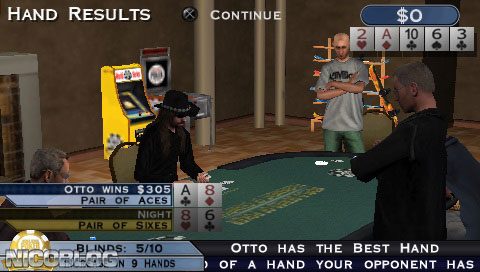 Hand Results
Continue
$0
2 A 10 6 3
Otto wins $305
A 8
Pair of Aces
Night
8 6
Pair of Sixes
Blinds: 5/10
on 9 Hands
NICOBLOG
Otto has the Best Hand
d of a hand your opponent has